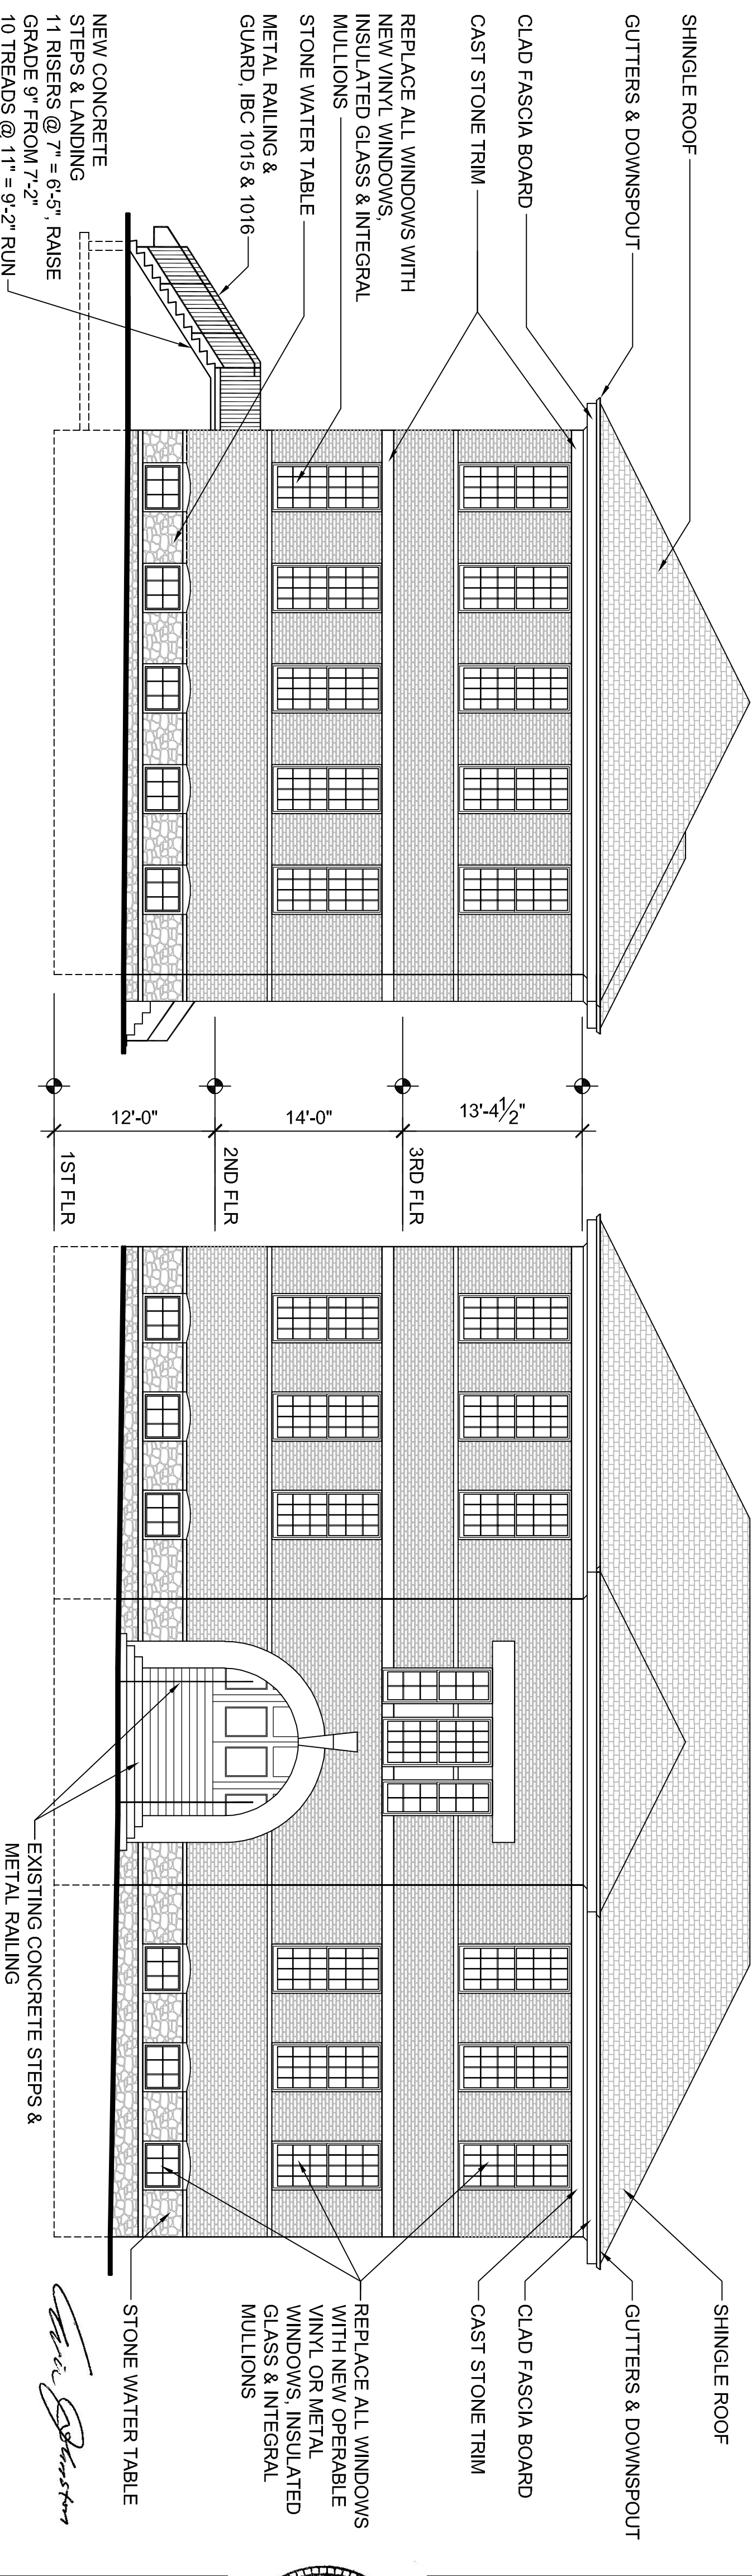 SHINGLE ROOF
GUTTERS & DOWNSPOUT
CLAD FASCIA BOARD
CAST STONE TRIM
REPLACE ALL WINDOWS WITH
NEW VINYL WINDOWS,
INSULATED GLASS & INTEGRAL
MULLIONS
STONE WATER TABLE
METAL RAILING &
GUARD, IBC 1015 & 1016
NEW CONCRETE
STEPS & LANDING
11 RISERS @ 7" = 6'-5", RAISE
GRADE 9" FROM 7'-2"
10 TREADS @ 11" = 9'-2" RUN
13'-4 1/2"
14'-0"
12'-0"
3RD FLR
2ND FLR
1ST FLR
EXISTING CONCRETE STEPS &
METAL RAILING
SHINGLE ROOF
GUTTERS & DOWNSPOUT
CLAD FASCIA BOARD
CAST STONE TRIM
REPLACE ALL WINDOWS
WITH NEW OPERABLE
VINYL OR METAL
WINDOWS, INSULATED
GLASS & INTEGRAL
MULLIONS
STONE WATER TABLE